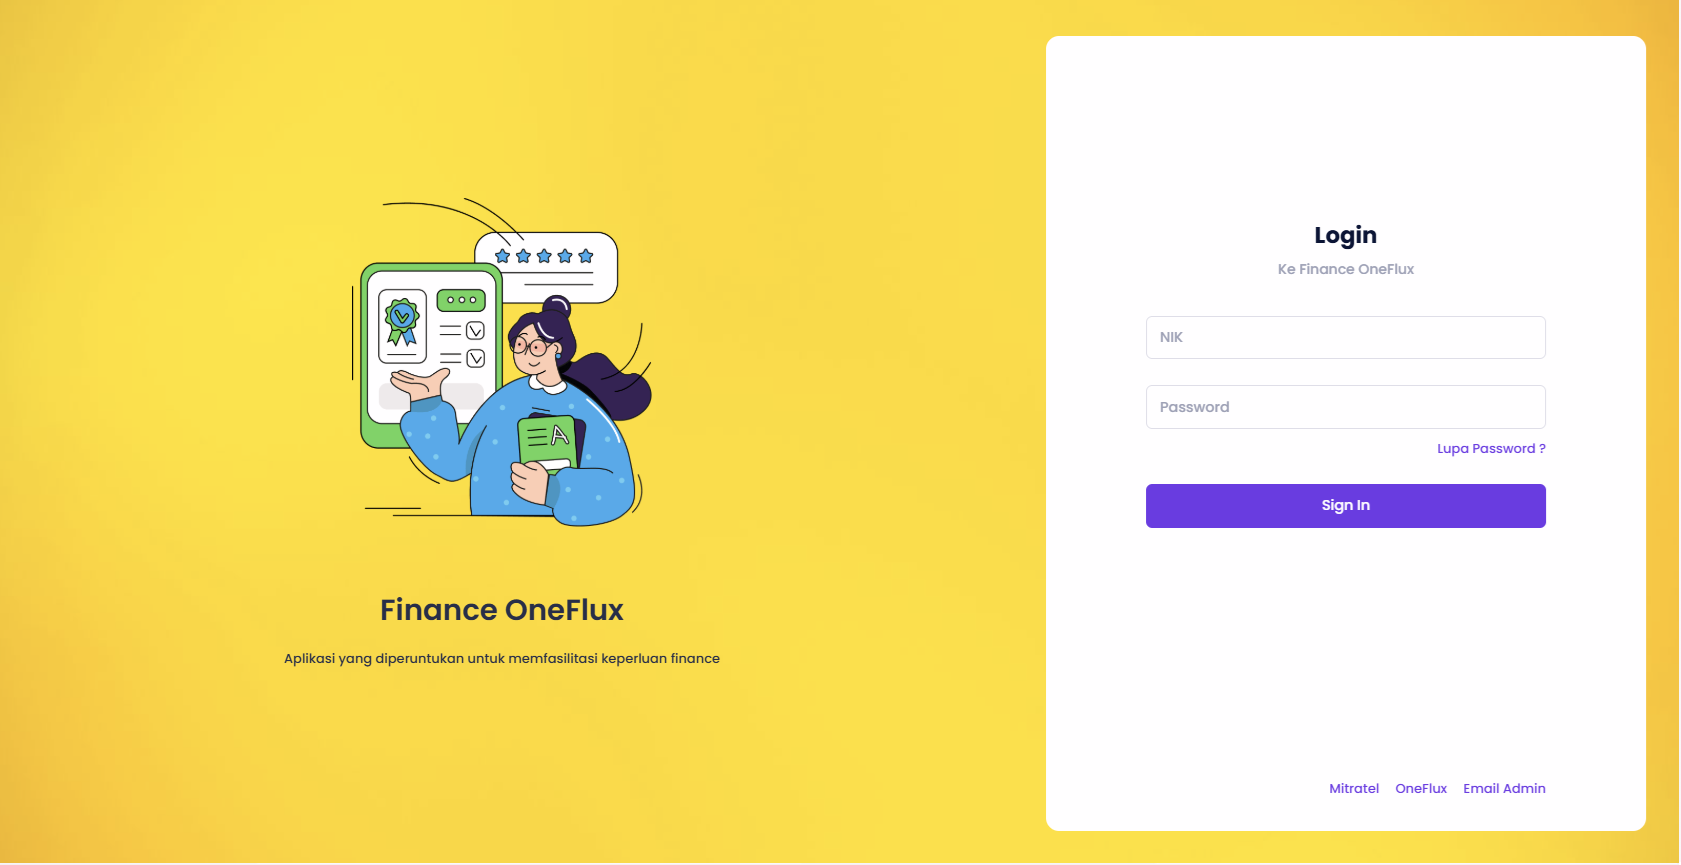 Finance OneFlux
Aplikasi yang diperuntukan untuk memfasilitasi keperluan finance
Login
Ke Finance OneFlux
NIK
Password
Lupa Password ?
Sign In
Mitratel OneFlux Email Admin